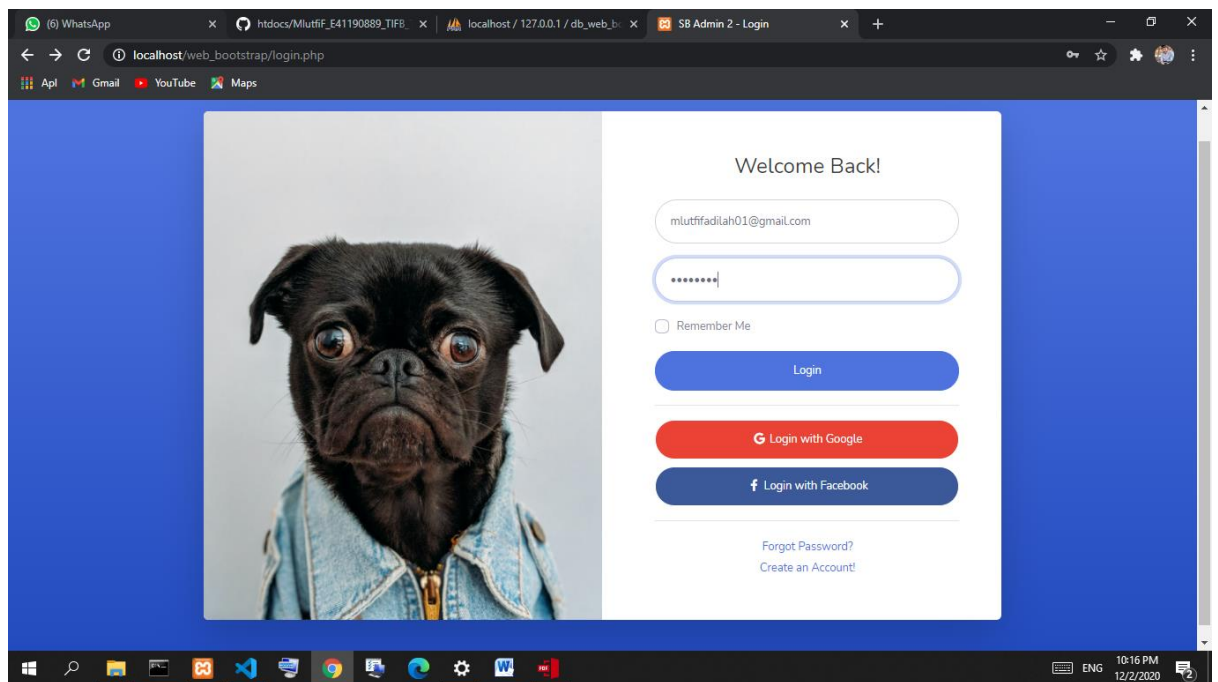 (6) WhatsApp
htdocs/MlutfiF_E41190889_TIFB_
localhost / 127.0.0.1 / db_web_bo
SB Admin 2 - Login
localhost/web_bootstrap/login.php
Apl Gmail YouTube Maps
Welcome Back!
mlutfifadilah01@gmail.com
••••••••
Remember Me
Login
G Login with Google
f Login with Facebook
Forgot Password?
Create an Account!
ENG
10:16 PM
12/2/2020
2